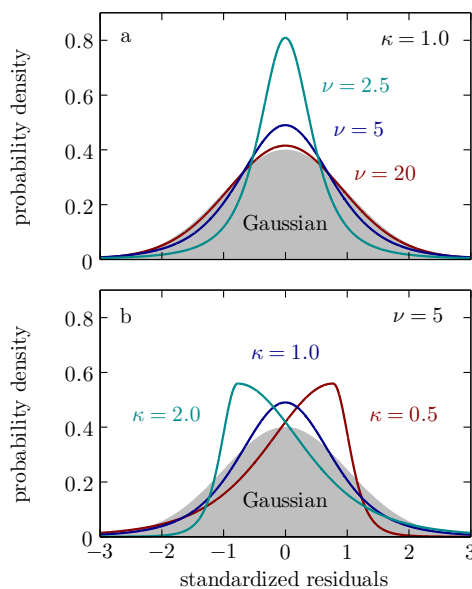 a
κ = 1.0
ν = 2.5
ν = 5
ν = 20
Gaussian
0.8
0.6
0.4
0.2
0
probability density
b
ν = 5
κ = 1.0
κ = 2.0
κ = 0.5
Gaussian
0.8
0.6
0.4
0.2
0
probability density
−3 −2 −1 0 1 2 3
standardized residuals